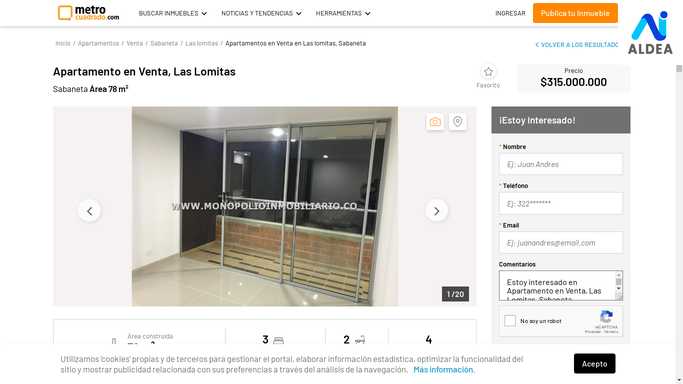 metro
cuadrado.com
BUSCAR INMUEBLES
NOTICIAS Y TENDENCIAS
HERRAMIENTAS
INGRESAR
Publica tu Inmueble
ALDEA
Inicio / Apartamentos / Venta / Sabaneta / Las lomitas / Apartamentos en Venta en Las lomitas, Sabaneta
< VOLVER A LOS RESULTADO
Apartamento en Venta, Las Lomitas
Sabaneta Área 78 m²
Favorito
Precio
$315.000.000
WWW.MONOPOLIOINMOBILIARIO.CO
1 / 20
¡Estoy Interesado!
* Nombre
Ej: Juan Andres
* Teléfono
Ej: 322*******
* Email
Ej: juanandres@email.com
Comentarios
Estoy interesado en
Apartamento en Venta, Las
Lomitas, Sabaneta
No soy un robot
reCAPTCHA
Privacidad - Términos
Área construida
3
2
4
Utilizamos 'cookies' propias y de terceros para gestionar el portal, elaborar información estadística, optimizar la funcionalidad del
sitio y mostrar publicidad relacionada con sus preferencias a través del análisis de la navegación. Más información.
Acepto